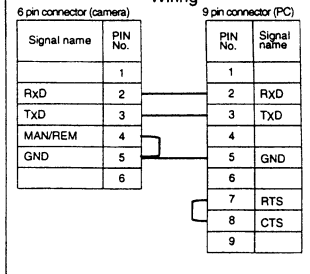 Wiring
6 pin connector (camera) 9 pin connector (PC)
Signal name PIN No. PIN No. Signal name
1 1
RxD 2 2 RxD
TxD 3 3 TxD
MAN/REM 4 4
GND 5 5 GND
6 6
7 RTS
8 CTS
9